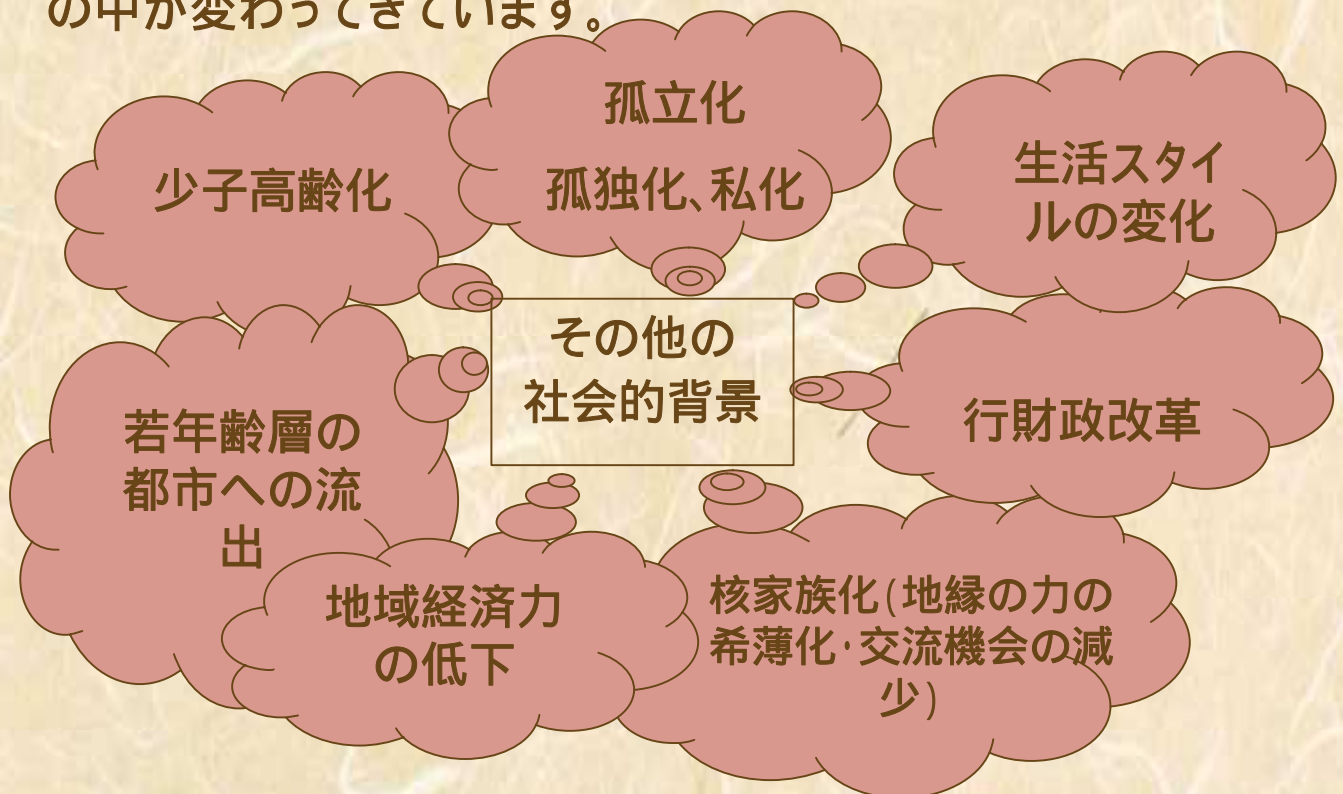 の中が変わってきています。
孤立化
孤独化、私化
少子高齢化
生活スタイ
ルの変化
その他の
社会的背景
行財政改革
若年齢層の
都市への流
出
地域経済力
の低下
核家族化(地縁の力の
希薄化・交流機会の減
少)